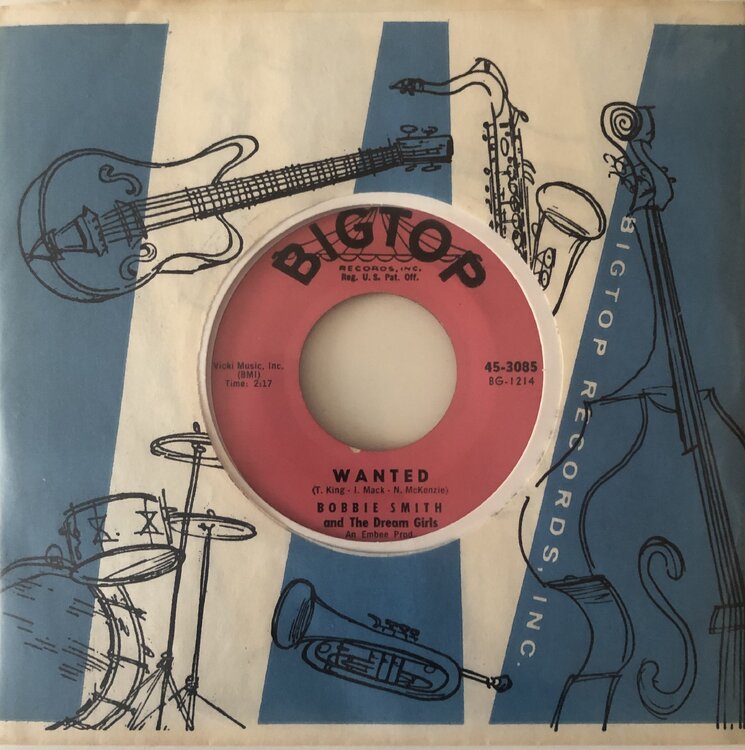 BIGTOP
RECORDS, INC.
Reg. U.S. Pat. Off.
Vicki Music, Inc.
(BMI)
Time: 2:17
45-3085
BG-1214
WANTED
(T. King - I. Mack - N. McKenzie)
BOBBIE SMITH
and The Dream Girls
An Embee Prod.
BIGTOP RECORDS, INC.